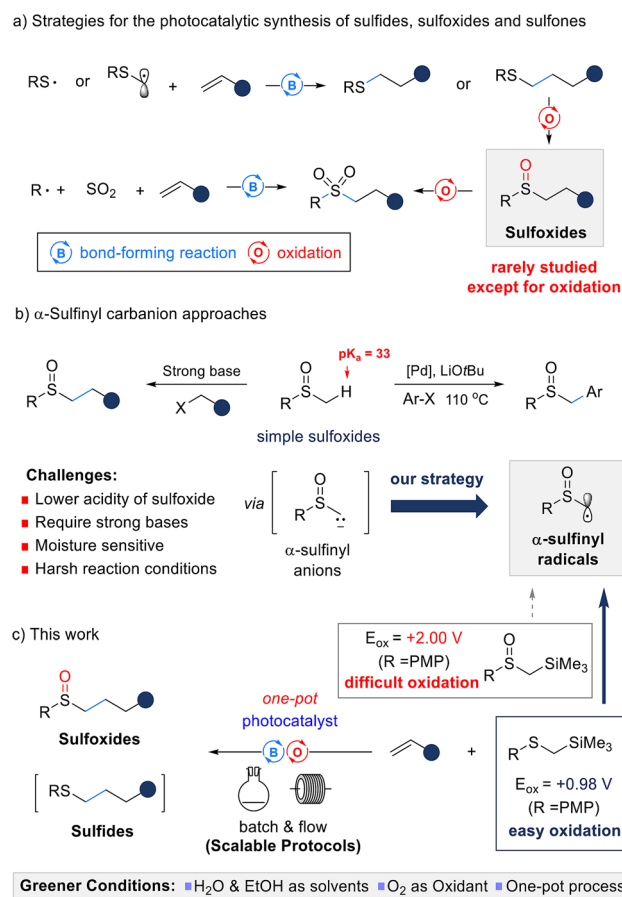 a) Strategies for the photocatalytic synthesis of sulfides, sulfoxides and sulfones
RS• or RS • + B RS or RS
O
R• + SO2 + B O O S R O O S R
Sulfoxides
B bond-forming reaction O oxidation
rarely studied
except for oxidation
b) α-Sulfinyl carbanion approaches
pKa = 33
O S R Strong base X O S R H [Pd], LiOtBu Ar-X 110 °C O S R Ar
simple sulfoxides
Challenges:
Lower acidity of sulfoxide
Require strong bases
Moisture sensitive
Harsh reaction conditions
via O S R
α-sulfinyl
anions
our strategy
O S R
α-sulfinyl
radicals
c) This work
Eox = +2.00 V
(R =PMP)
difficult oxidation
O S R SiMe3
O S R
Sulfoxides
RS
Sulfides
one-pot
photocatalyst
B O +
batch & flow
(Scalable Protocols)
R S SiMe3
Eox = +0.98 V
(R =PMP)
easy oxidation
Greener Conditions: H2O & EtOH as solvents O2 as Oxidant One-pot process